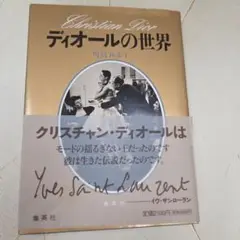 Christian Dior
ディオールの世界
クリスチャン・ディオールは
モードの揺るぎない王だったのです
彼は生きた伝説だったのです。
Yves Saint Laurent
——イヴ・サンローラン
集英社